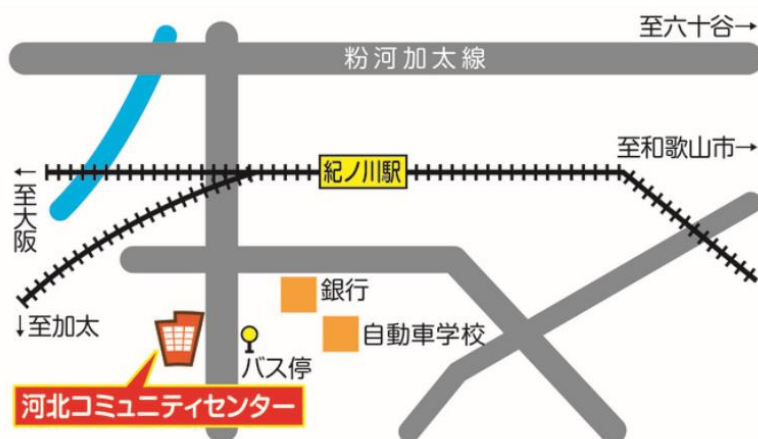 至六十谷→
粉河加太線
至和歌山市→
紀ノ川駅
←至大阪
↓至加太
銀行
自動車学校
バス停
河北コミュニティセンター